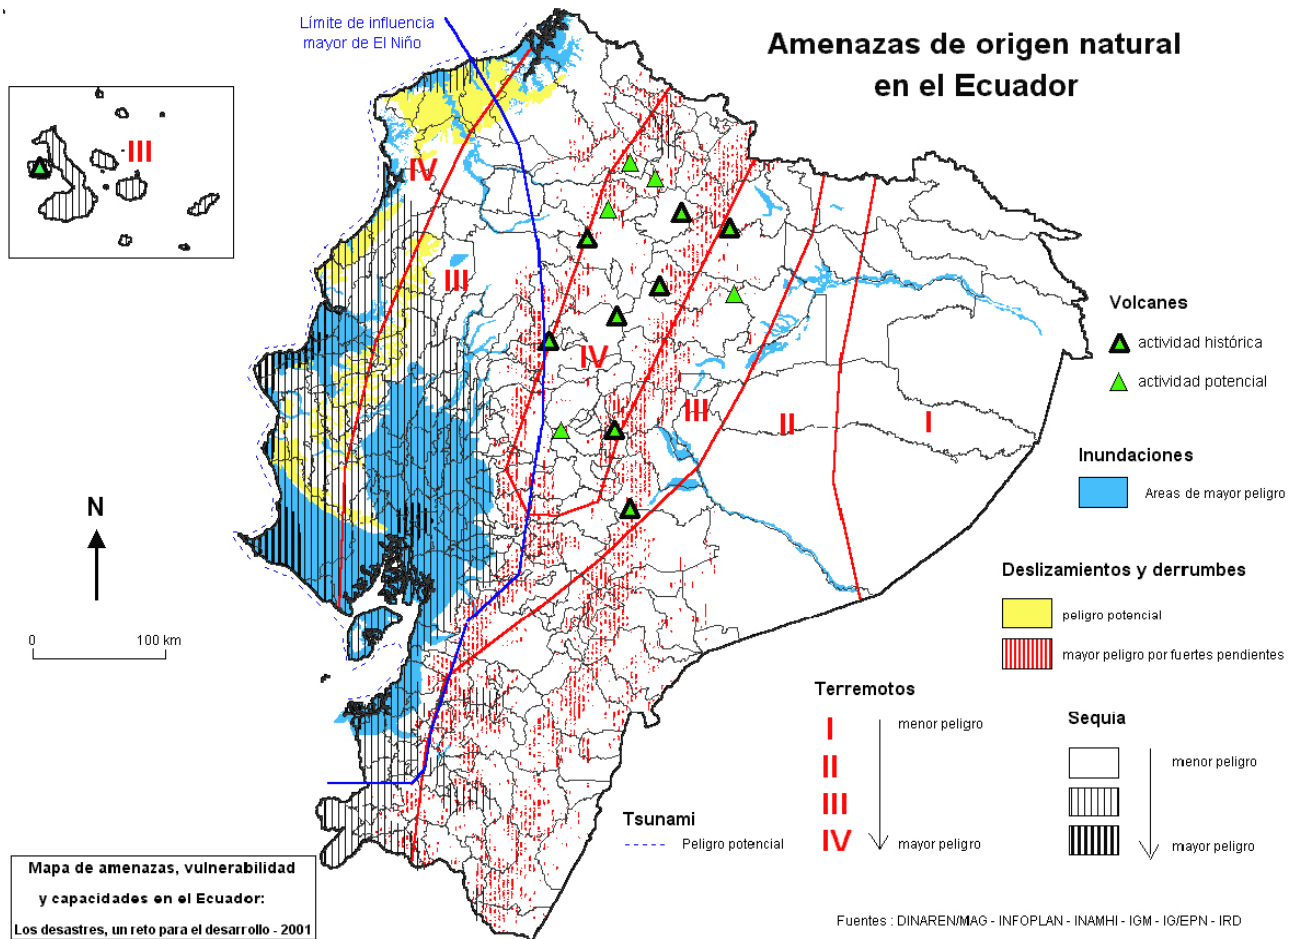 Límite de influencia
mayor de El Niño
Amenazas de origen natural
en el Ecuador
III
IV
III
IV
III
II
I
III
N
0 100 km
Volcanes
actividad histórica
actividad potencial
Inundaciones
Areas de mayor peligro
Deslizamientos y derrumbes
peligro potencial
mayor peligro por fuertes pendientes
Terremotos
I menor peligro
II
III
IV mayor peligro
Sequia
menor peligro
mayor peligro
Tsunami
Peligro potencial
Mapa de amenazas, vulnerabilidad
y capacidades en el Ecuador:
Los desastres, un reto para el desarrollo - 2001
Fuentes : DINAREN/MAG - INFOPLAN - INAMHI - IGM - IG/EPN - IRD